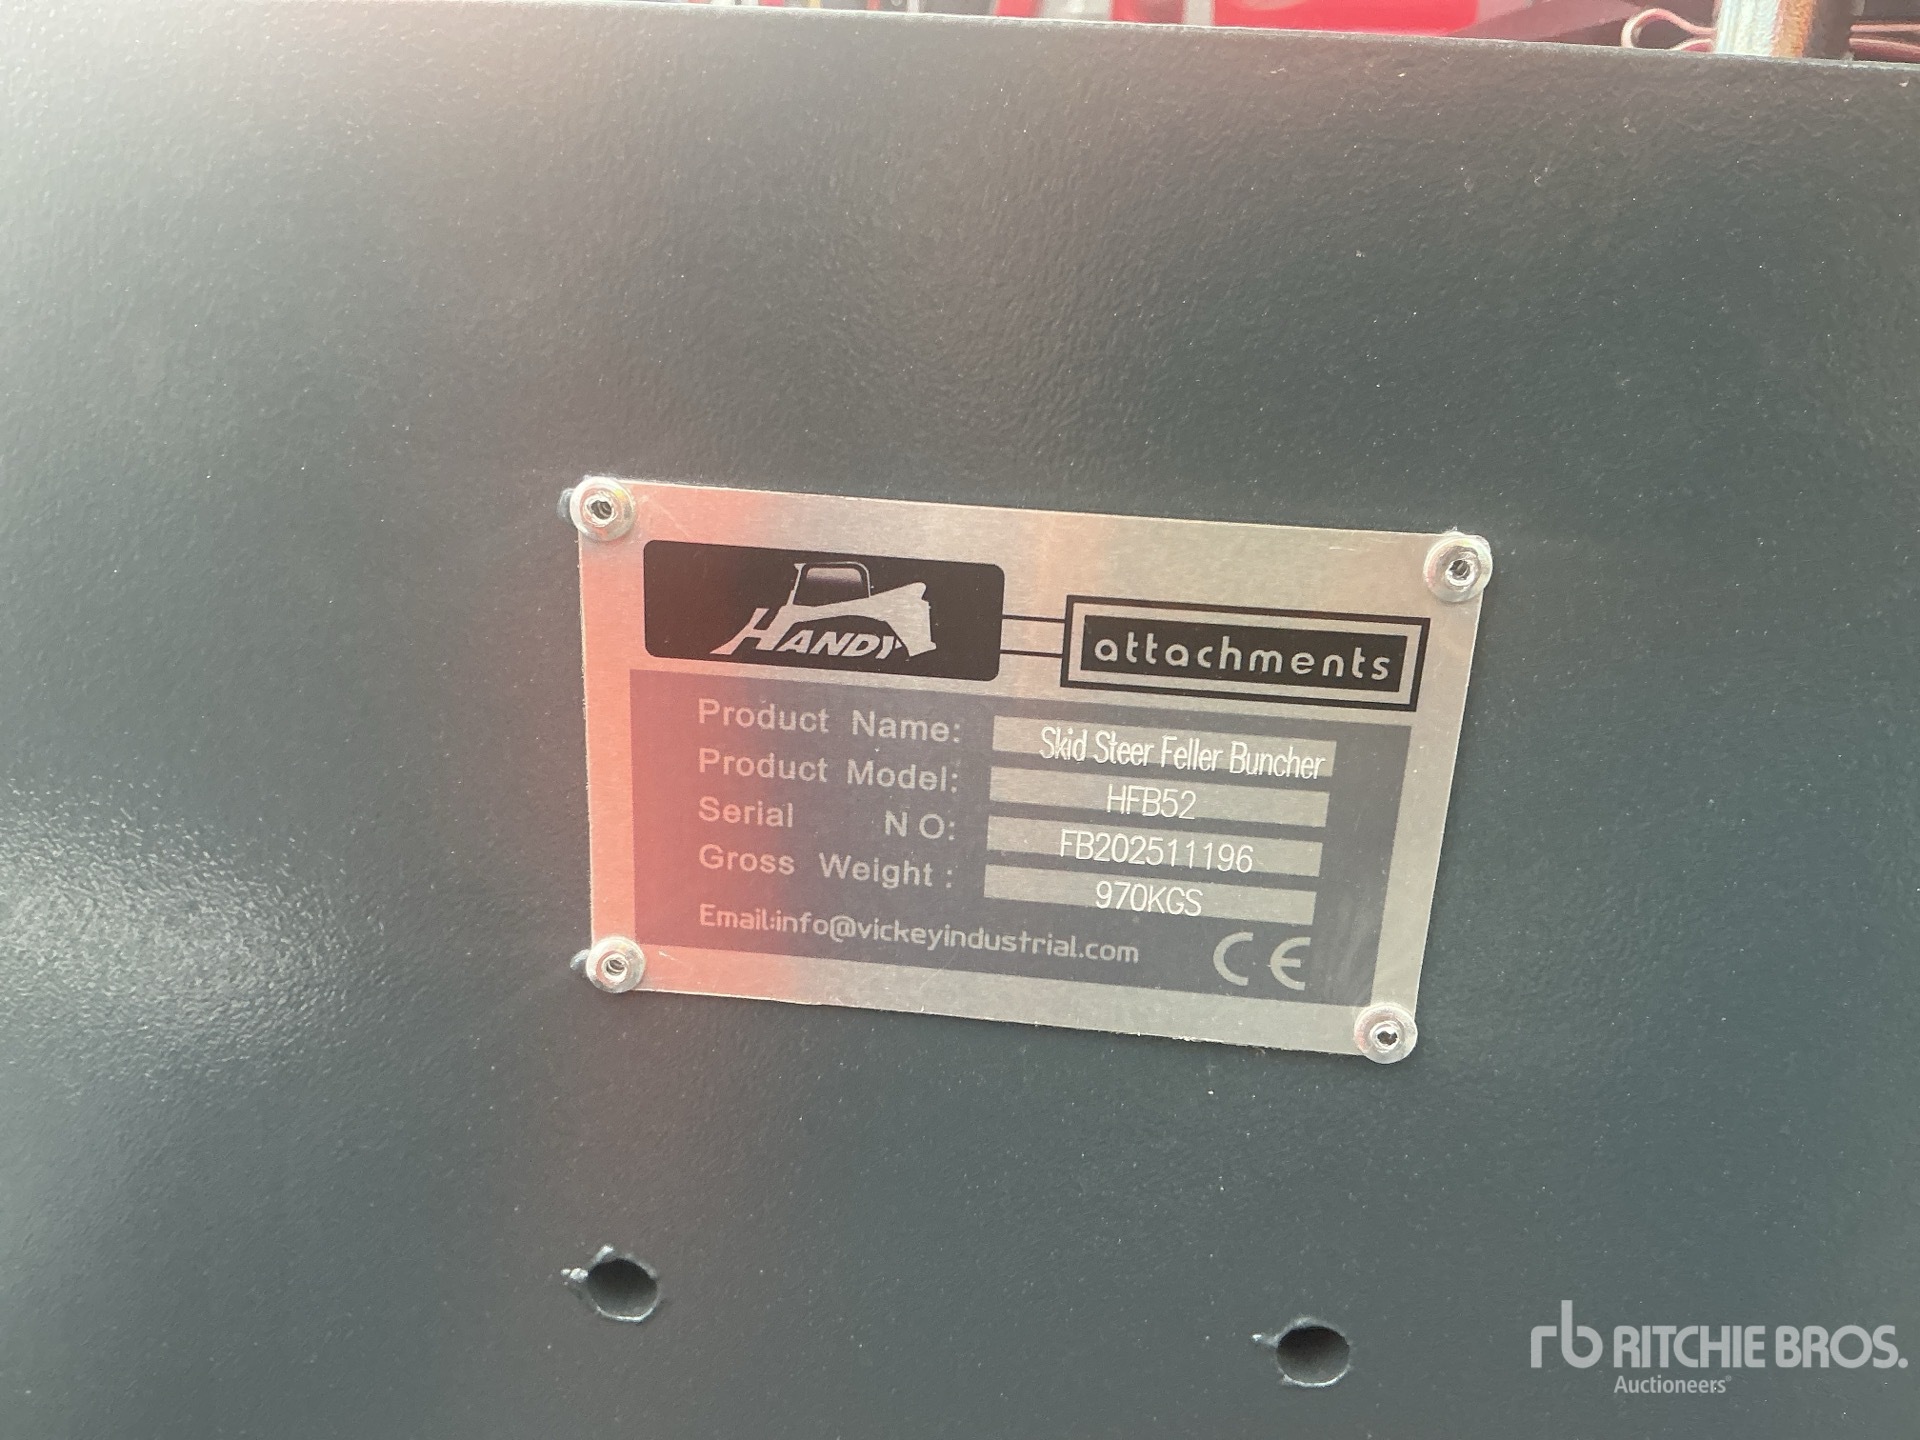 HANDY
attachments
Product Name: Skid Steer Feller Buncher
Product Model: HFB52
Serial NO: FB202511196
Gross Weight: 970KGS
Email:info@vickeyindustrial.com
CE
rb RITCHIE BROS.
Auctioneers